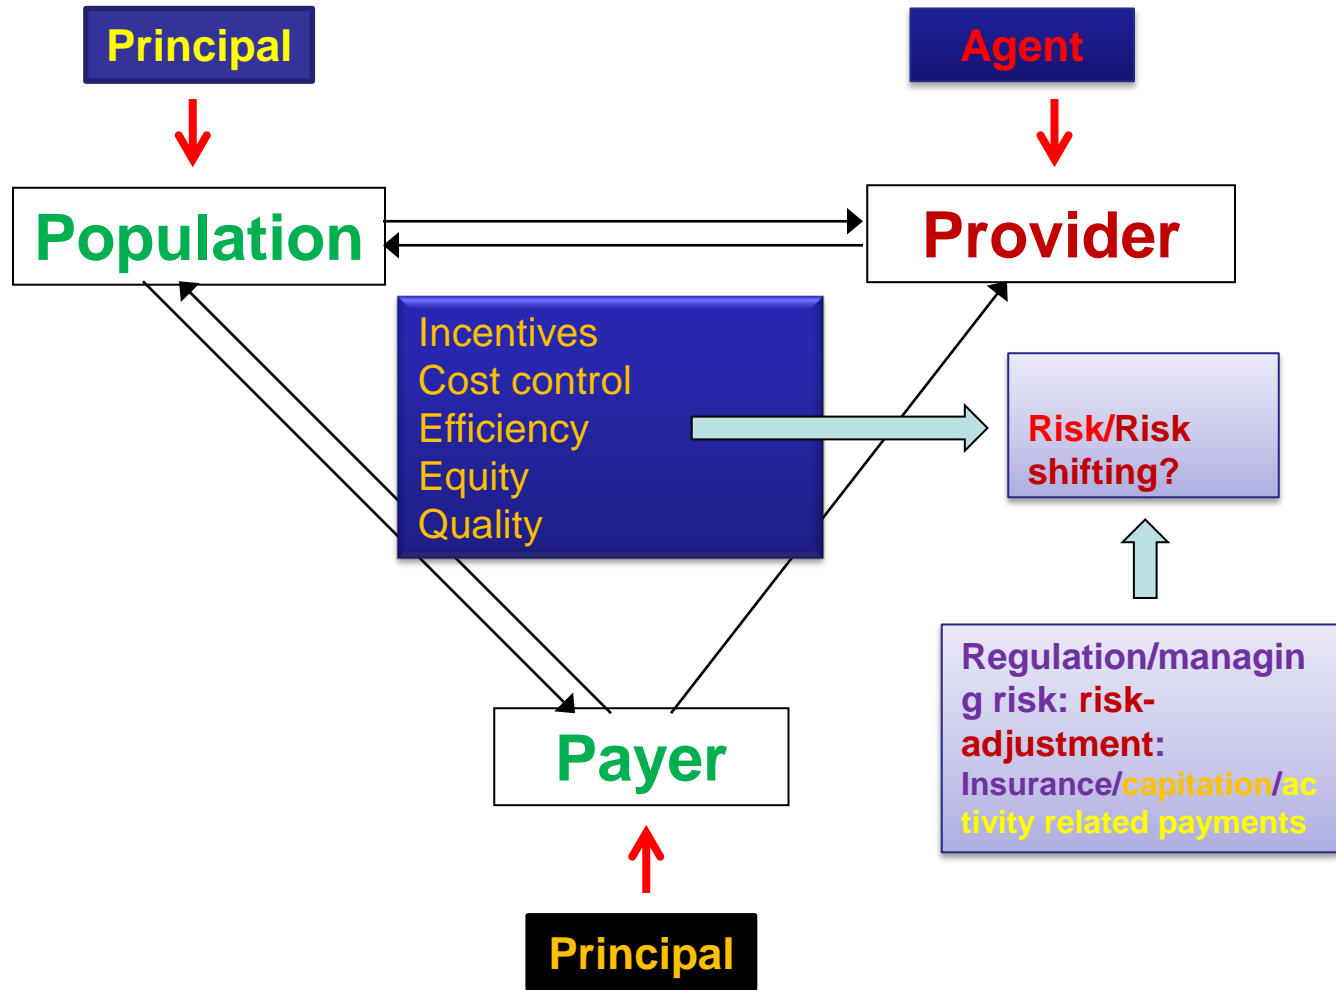 Principal
Agent
Population
Provider
Incentives
Cost control
Efficiency
Equity
Quality
Risk/Risk
shifting?
Regulation/managin
g risk: risk-
adjustment:
Insurance/capitation/ac
tivity related payments
Payer
Principal